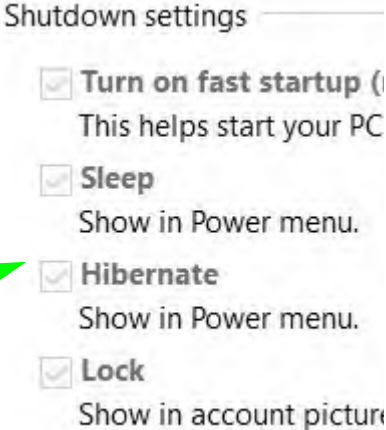 Shutdown settings
Turn on fast startup (
This helps start your PC
Sleep
Show in Power menu.
Hibernate
Show in Power menu.
Lock
Show in account picture